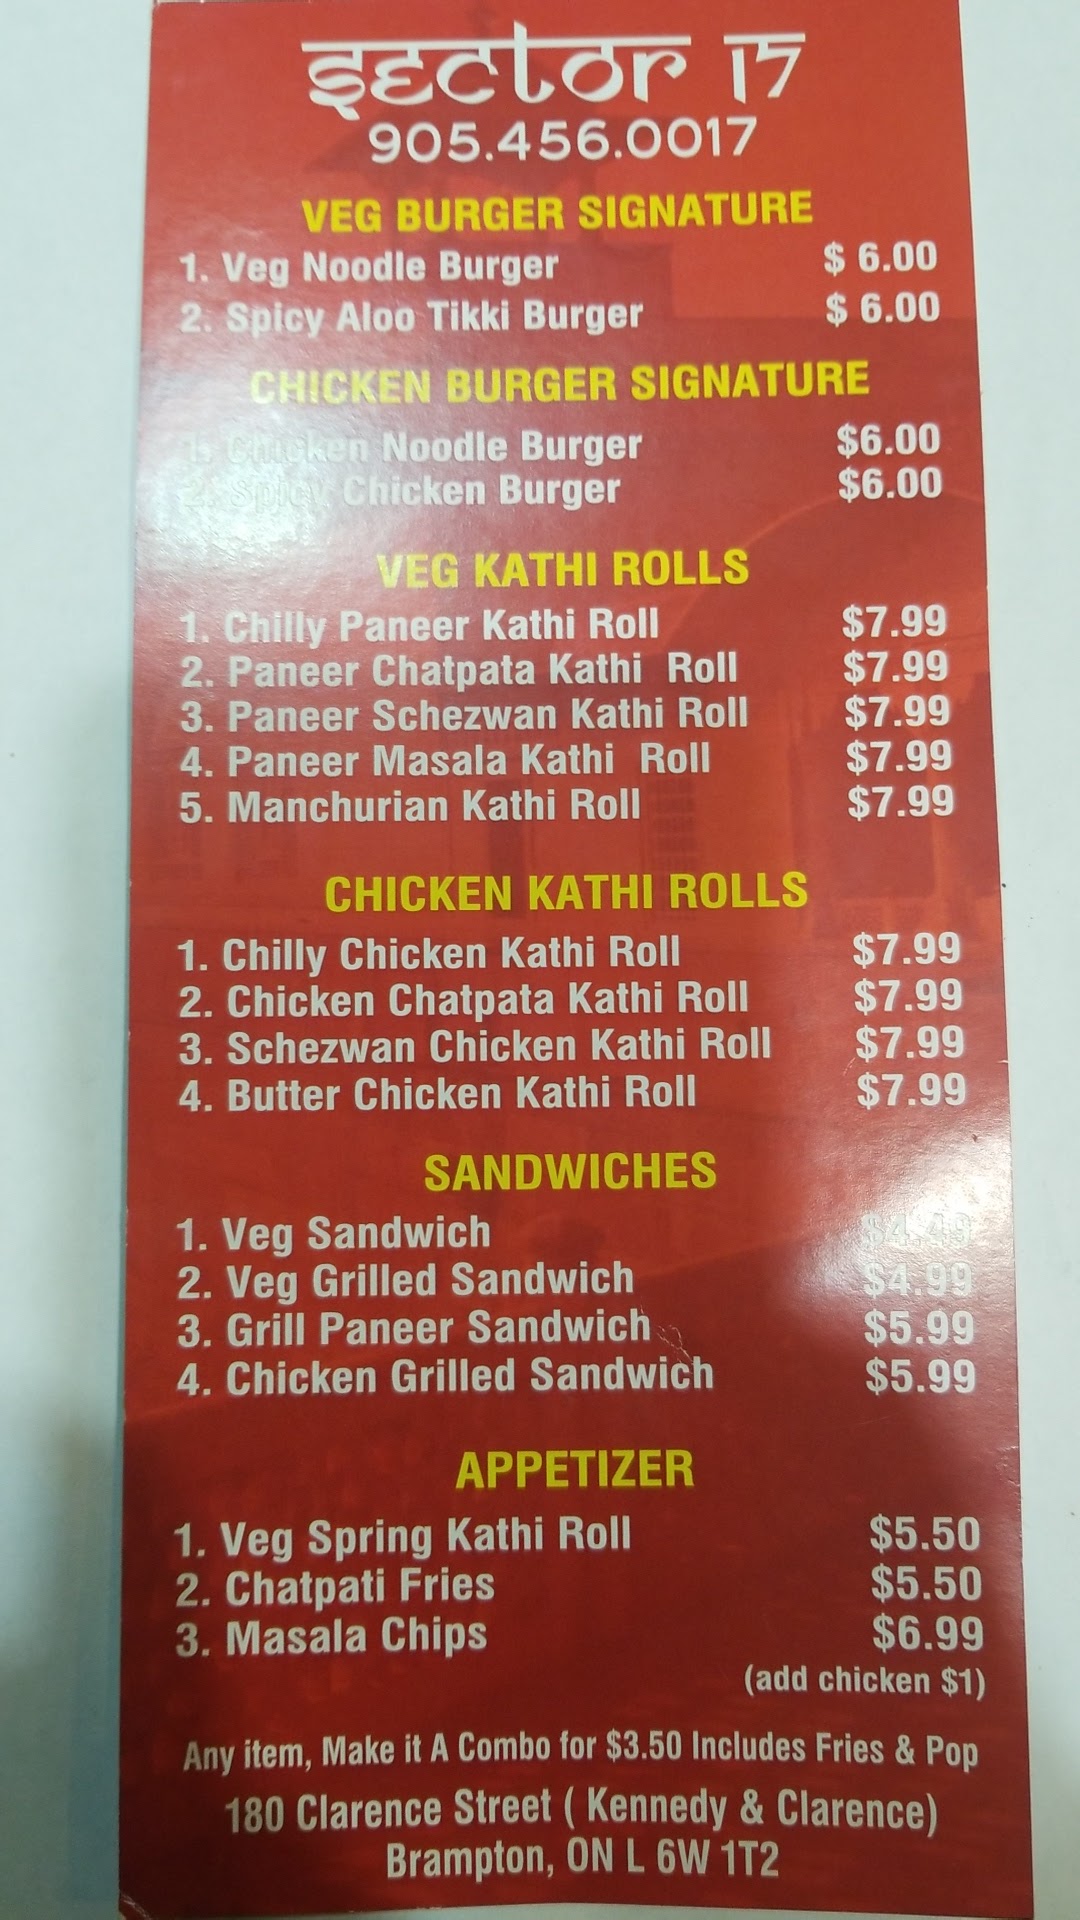 sector 17
905.456.0017
VEG BURGER SIGNATURE
1. Veg Noodle Burger $ 6.00
2. Spicy Aloo Tikki Burger $ 6.00
CHICKEN BURGER SIGNATURE
1. Chicken Noodle Burger $6.00
2. Spicy Chicken Burger $6.00
VEG KATHI ROLLS
1. Chilly Paneer Kathi Roll $7.99
2. Paneer Chatpata Kathi Roll $7.99
3. Paneer Schezwan Kathi Roll $7.99
4. Paneer Masala Kathi Roll $7.99
5. Manchurian Kathi Roll $7.99
CHICKEN KATHI ROLLS
1. Chilly Chicken Kathi Roll $7.99
2. Chicken Chatpata Kathi Roll $7.99
3. Schezwan Chicken Kathi Roll $7.99
4. Butter Chicken Kathi Roll $7.99
SANDWICHES
1. Veg Sandwich $4.49
2. Veg Grilled Sandwich $4.99
3. Grill Paneer Sandwich $5.99
4. Chicken Grilled Sandwich $5.99
APPETIZER
1. Veg Spring Kathi Roll $5.50
2. Chatpati Fries $5.50
3. Masala Chips $6.99
(add chicken $1)
Any item, Make it A Combo for $3.50 Includes Fries & Pop
180 Clarence Street ( Kennedy & Clarence)
Brampton, ON L 6W 1T2